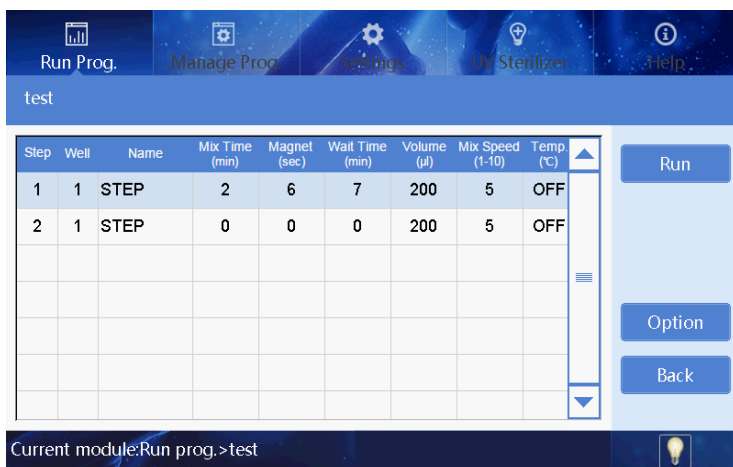 Run Prog. Manage Prog. Settings UV Sterilizer Help
test
Step Well Name Mix Time (min) Magnet (sec) Wait Time (min) Volume (µl) Mix Speed (1-10) Temp. (℃)
1 1 STEP 2 6 7 200 5 OFF
2 1 STEP 0 0 0 200 5 OFF
Run
Option
Back
Current module:Run prog.>test